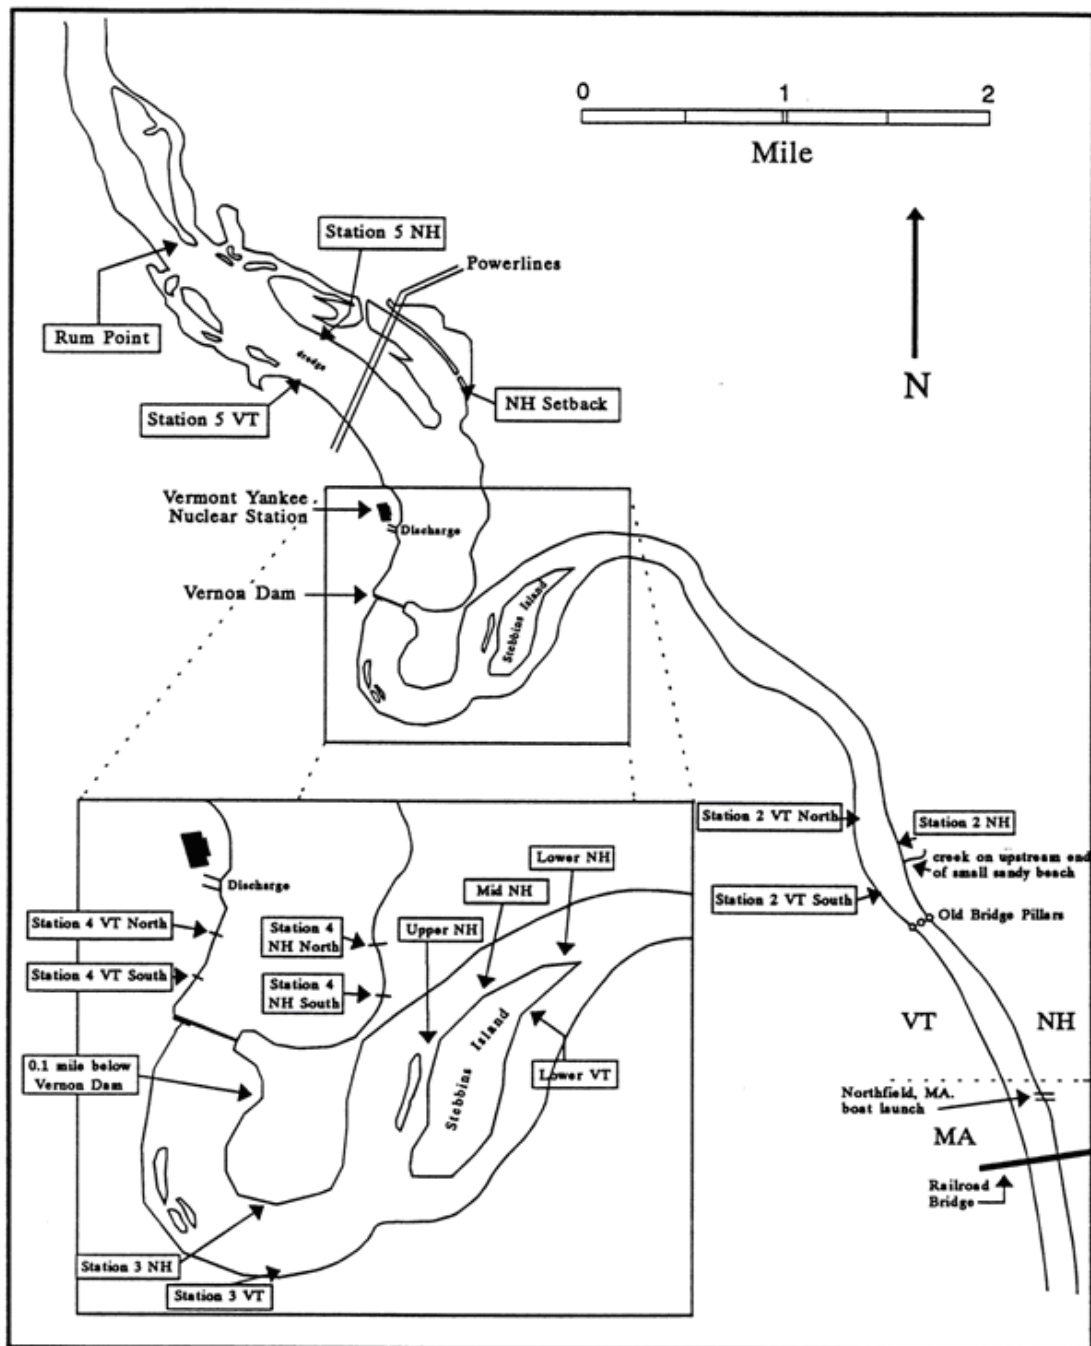 0 1 2
Mile
N
Station 5 NH
Powerlines
Rum Point
dredge
Station 5 VT
NH Setback
Vermont Yankee
Nuclear Station
Discharge
Vernon Dam
Stebbins Island
Station 2 VT North
Station 2 NH
creek on upstream end
of small sandy beach
Station 2 VT South
Old Bridge Pillars
VT
NH
Northfield, MA.
boat launch
MA
Railroad
Bridge
Lower NH
Mid NH
Discharge
Station 4 VT North
Station 4
NH North
Upper NH
Station 4 VT South
Station 4
NH South
Stebbins Island
0.1 mile below
Vernon Dam
Lower VT
Station 3 NH
Station 3 VT